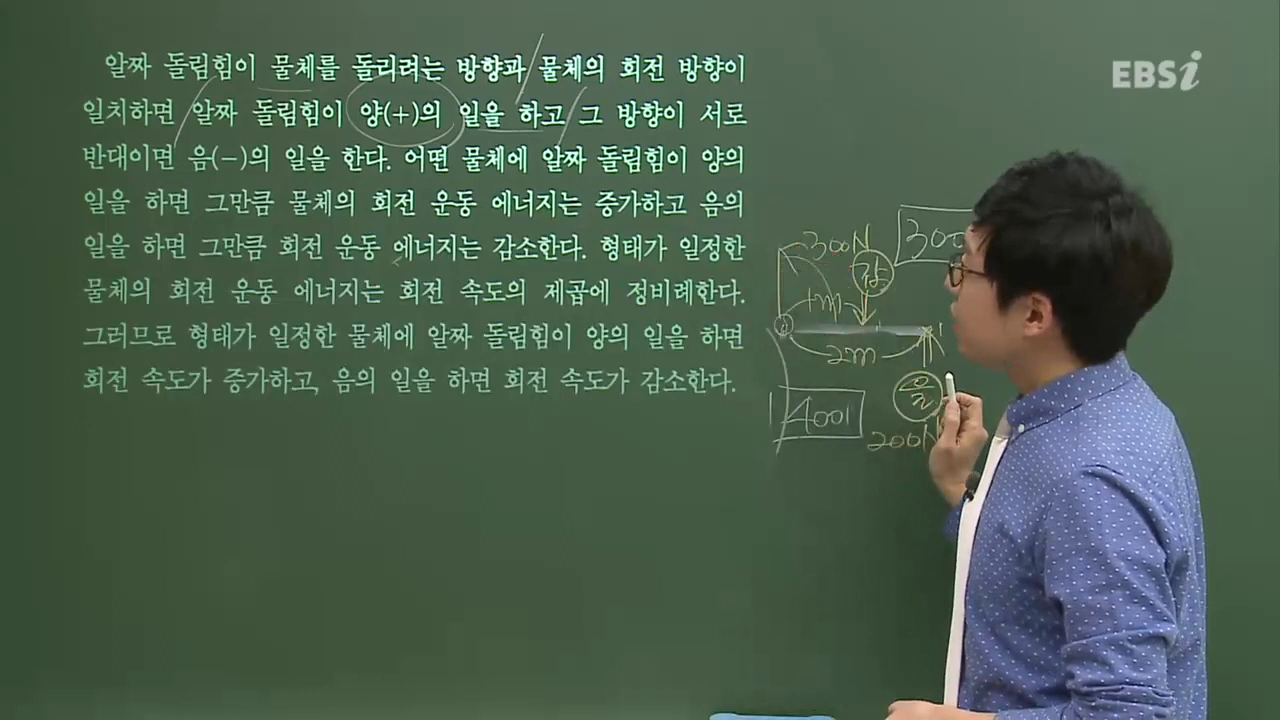 알짜 돌림힘이 물체를 돌리려는 방향과 물체의 회전 방향이
일치하면 알짜 돌림힘이 양(+)의 일을 하고 그 방향이 서로
반대이면 음(-)의 일을 한다. 어떤 물체에 알짜 돌림힘이 양의
일을 하면 그만큼 물체의 회전 운동 에너지는 증가하고 음의
일을 하면 그만큼 회전 운동 에너지는 감소한다. 형태가 일정한
물체의 회전 운동 에너지는 회전 속도의 제곱에 정비례한다.
그러므로 형태가 일정한 물체에 알짜 돌림힘이 양의 일을 하면
회전 속도가 증가하고, 음의 일을 하면 회전 속도가 감소한다.
EBSi
300N
300
갑
1m
2m
을
400
200N